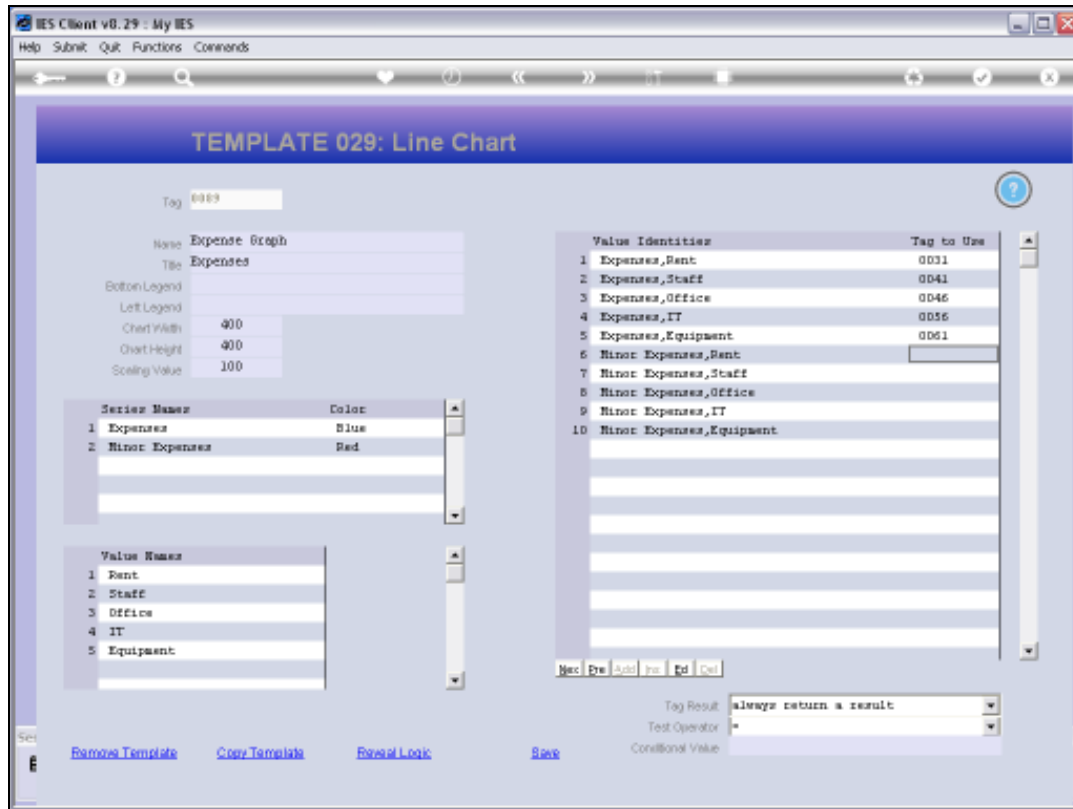 IES Client v8.29 : My IES
Help Submit Quit Functions Commands
TEMPLATE 029: Line Chart
Tag 0089
Name Expense Graph
Title Expenses
Bottom Legend
Left Legend
Chart Width 400
Chart Height 400
Scaling Value 100
Series Names Color
1 Expenses Blue
2 Minor Expenses Red
Value Names
1 Rent
2 Staff
3 Office
4 IT
5 Equipment
Value Identities Tag to Use
1 Expenses,Rent 0031
2 Expenses,Staff 0041
3 Expenses,Office 0046
4 Expenses,IT 0056
5 Expenses,Equipment 0061
6 Minor Expenses,Rent
7 Minor Expenses,Staff
8 Minor Expenses,Office
9 Minor Expenses,IT
10 Minor Expenses,Equipment
Nex Pre Add Ins Ed Del
Tag Result always return a result
Test Operator =
Conditional Value
Remove Template Copy Template Reveal Logic Save